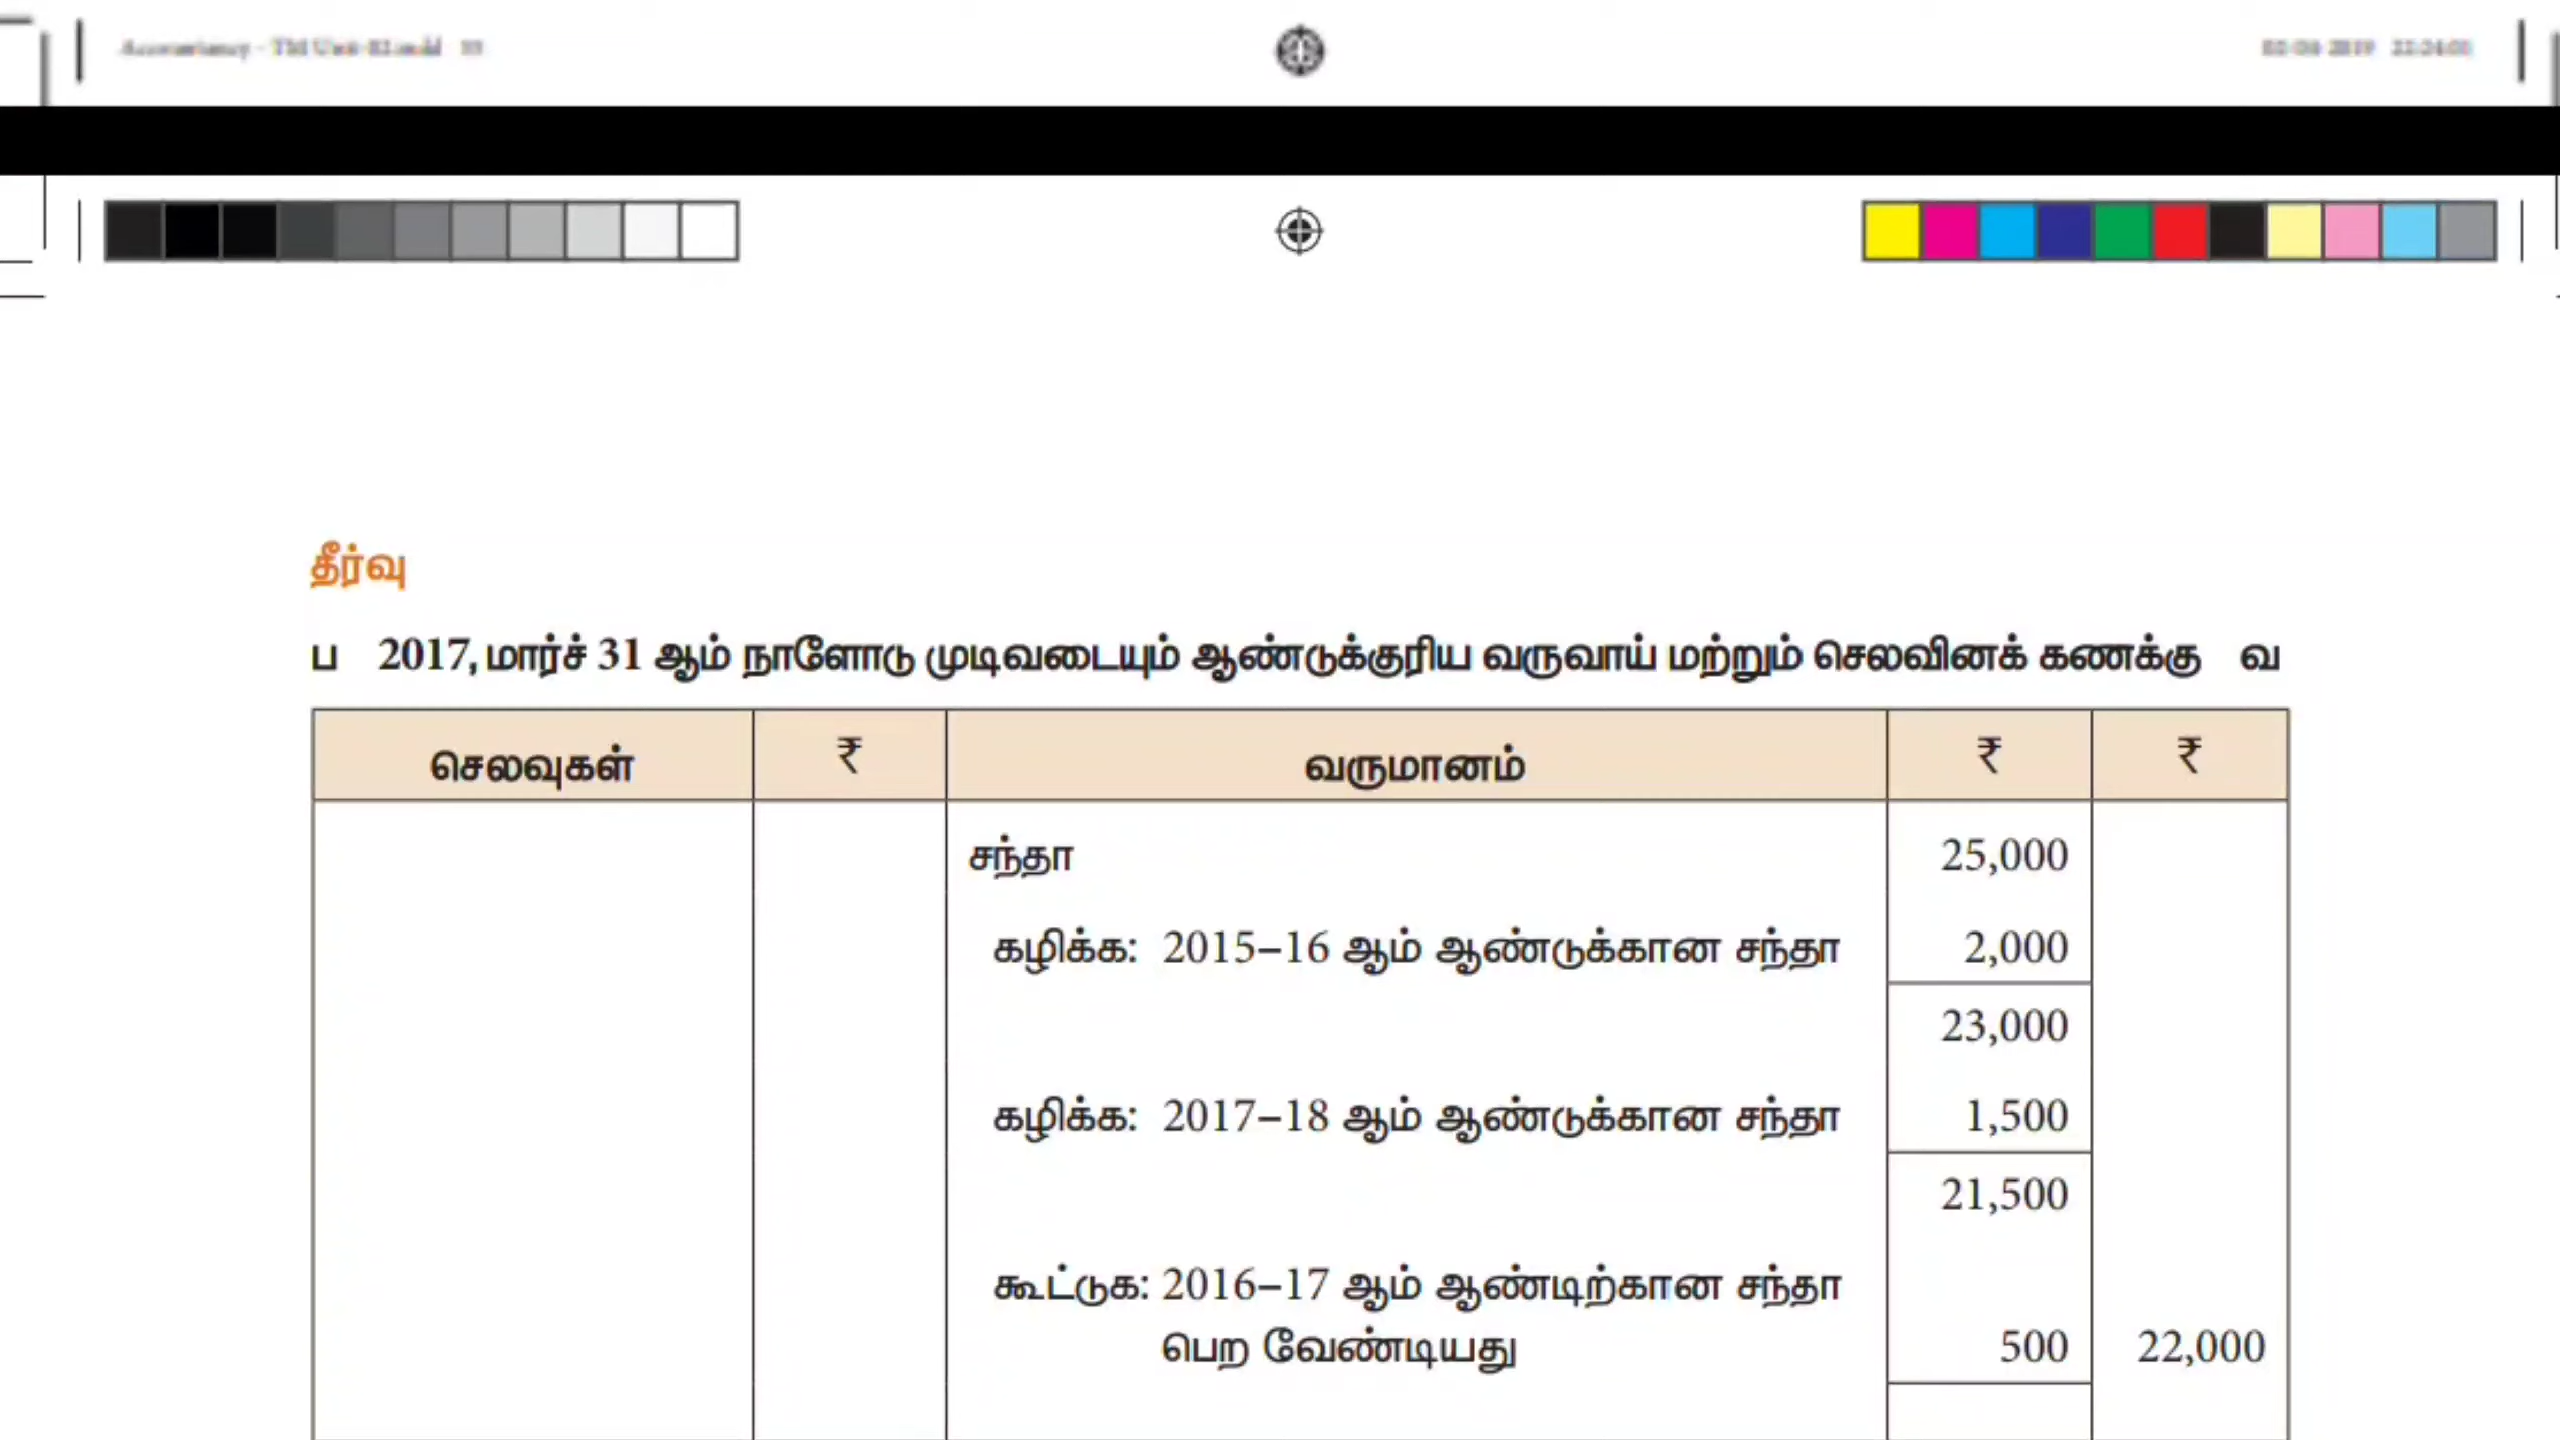 தீர்வு
ப 2017, மார்ச் 31 ஆம் நாளோடு முடிவடையும் ஆண்டுக்குரிய வருவாய் மற்றும் செலவினக் கணக்கு வ
செலவுகள் ₹ வருமானம் ₹ ₹
சந்தா 25,000
கழிக்க: 2015–16 ஆம் ஆண்டுக்கான சந்தா 2,000
23,000
கழிக்க: 2017–18 ஆம் ஆண்டுக்கான சந்தா 1,500
21,500
கூட்டுக: 2016–17 ஆம் ஆண்டிற்கான சந்தா
பெற வேண்டியது 500 22,000